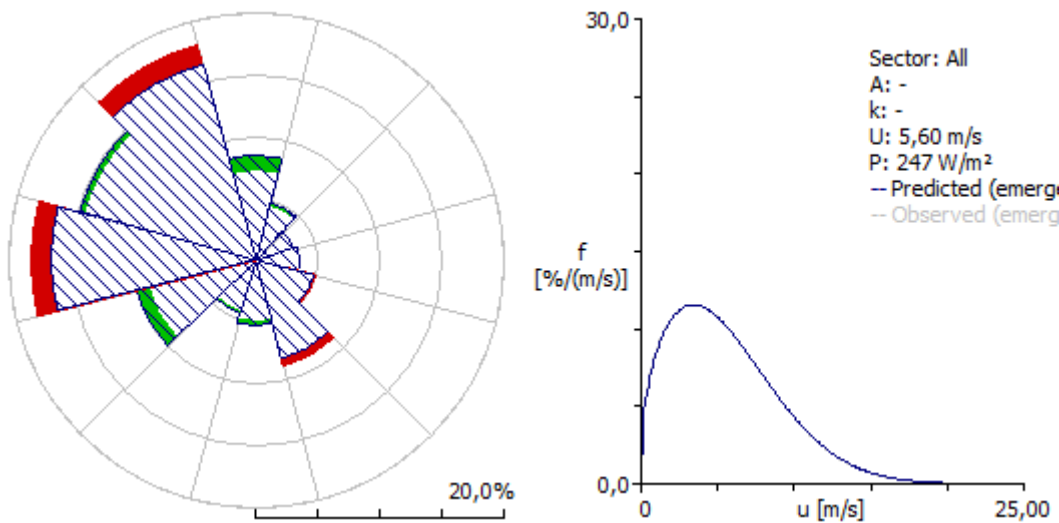 20,0%
30,0
f
[%/(m/s)]
0,0
0
u [m/s]
25,00
Sector: All
A: -
k: -
U: 5,60 m/s
P: 247 W/m²
-- Predicted (emerge
-- Observed (emerg